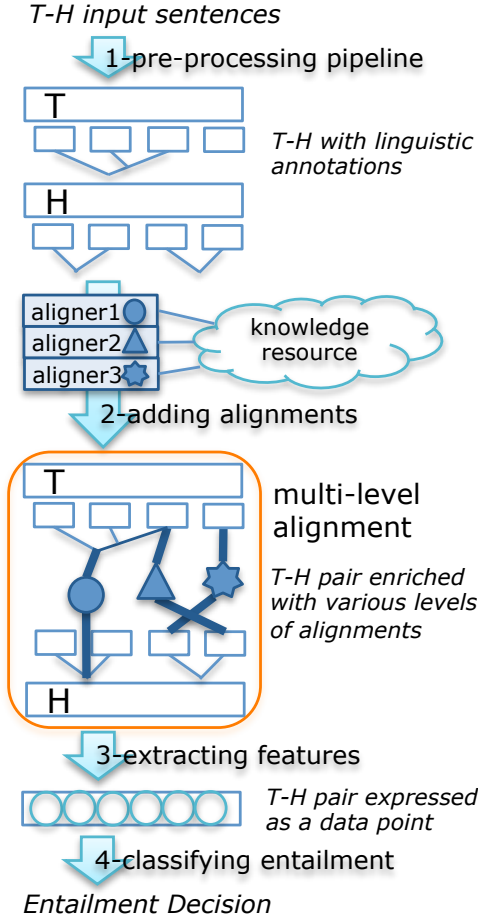 T-H input sentences
1-pre-processing pipeline
T
T-H with linguistic
annotations
H
aligner1
aligner2
aligner3
knowledge
resource
2-adding alignments
T
multi-level
alignment
T-H pair enriched
with various levels
of alignments
H
3-extracting features
T-H pair expressed
as a data point
4-classifying entailment
Entailment Decision